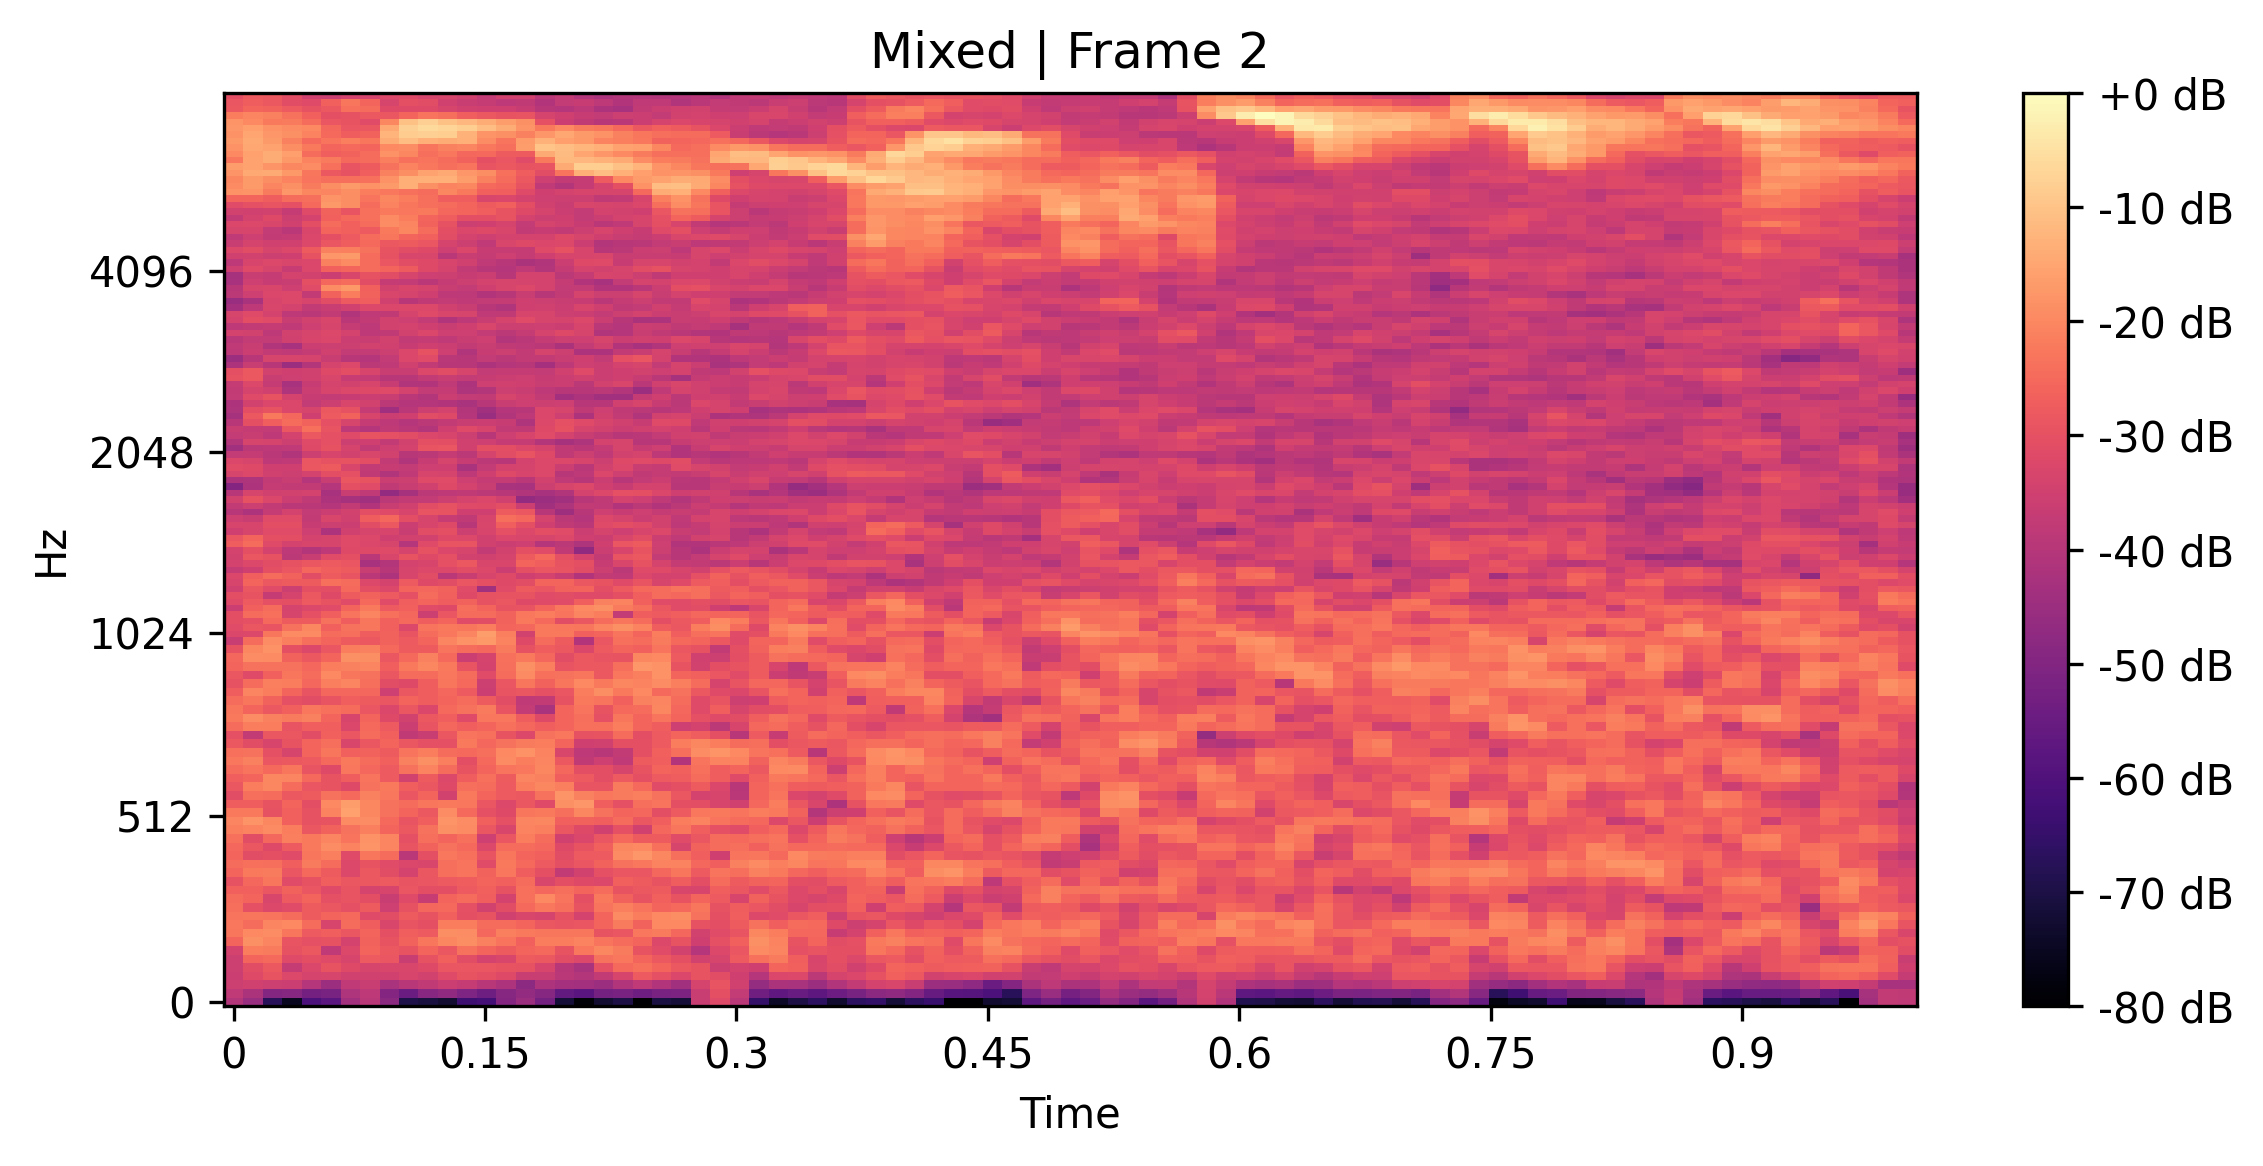 Mixed | Frame 2
Hz
4096
2048
1024
512
0
0 0.15 0.3 0.45 0.6 0.75 0.9
Time
+0 dB
-10 dB
-20 dB
-30 dB
-40 dB
-50 dB
-60 dB
-70 dB
-80 dB